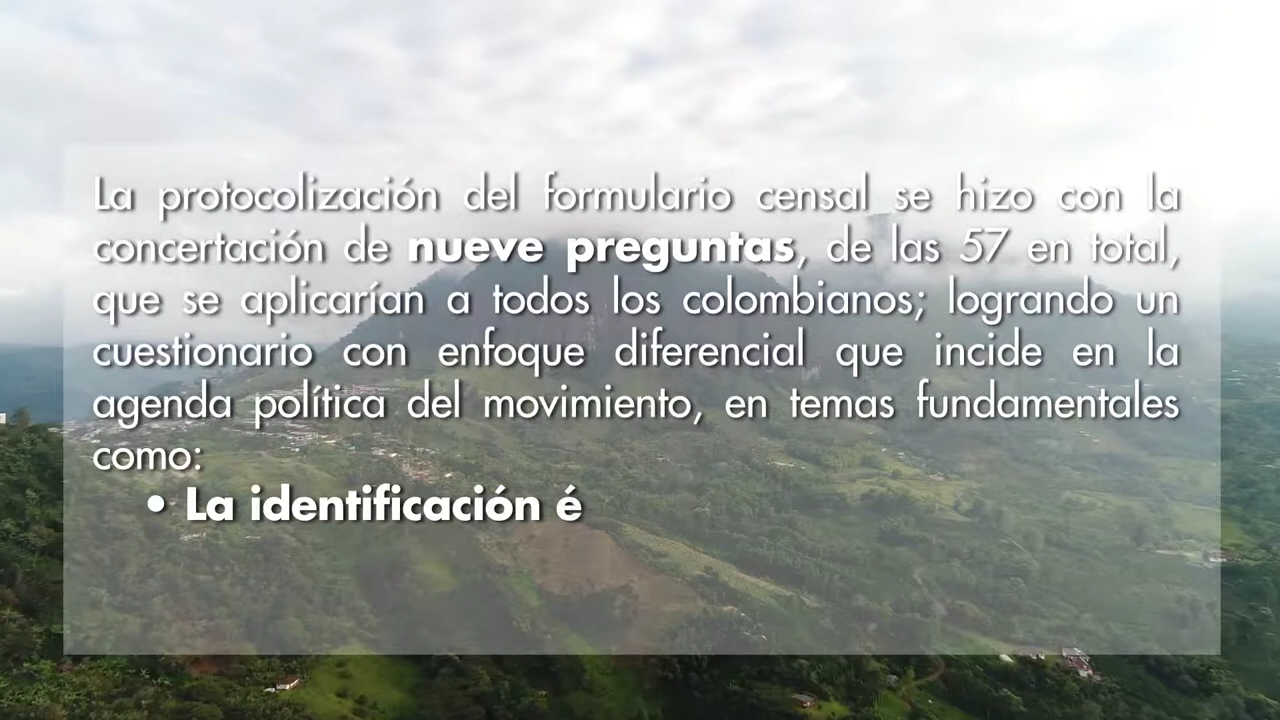 La protocolización del formulario censal se hizo con la
concertación de nueve preguntas, de las 57 en total,
que se aplicarían a todos los colombianos; logrando un
cuestionario con enfoque diferencial que incide en la
agenda política del movimiento, en temas fundamentales
como:
• La identificación é